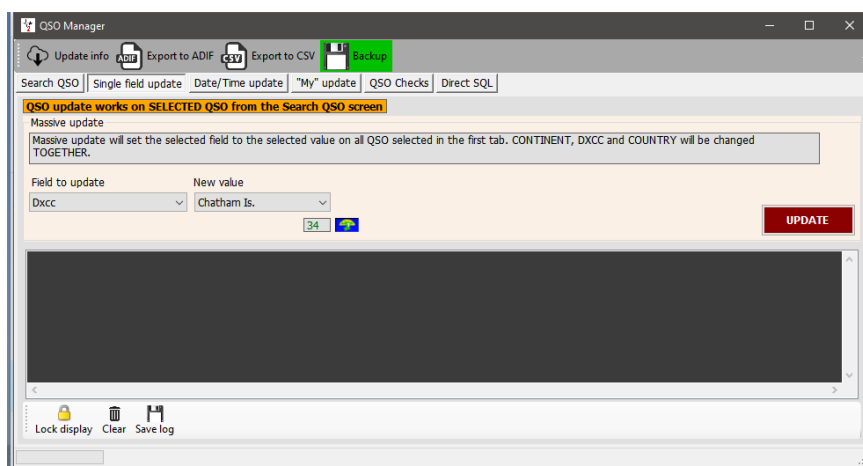 QSO Manager
Update info ADIF Export to ADIF CSV Export to CSV Backup
Search QSO Single field update Date/Time update "My" update QSO Checks Direct SQL
QSO update works on SELECTED QSO from the Search QSO screen
Massive update
Massive update will set the selected field to the selected value on all QSO selected in the first tab. CONTINENT, DXCC and COUNTRY will be changed
TOGETHER.
Field to update New value
Dxcc Chatham Is.
34
UPDATE
Lock display Clear Save log